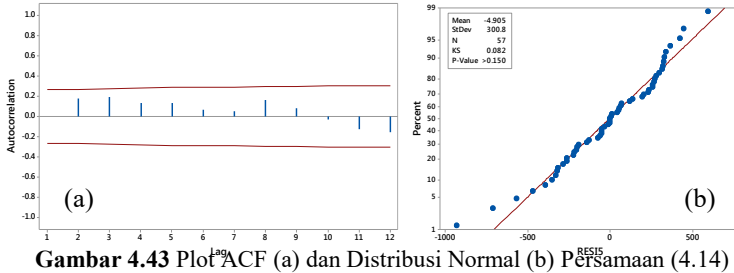 1.0
0.8
0.6
0.4
0.2
0.0
-0.2
-0.4
-0.6
-0.8
-1.0
Autocorrelation
(a)
1 2 3 4 5 6 7 8 9 10 11 12
Lag
99
95
90
80
70
60
50
40
30
20
10
5
1
Percent
Mean -4.905
StDev 300.8
N 57
KS 0.082
P-Value >0.150
(b)
-1000 -500 0 500
RESI5
Gambar 4.43 Plot ACF (a) dan Distribusi Normal (b) Persamaan (4.14)